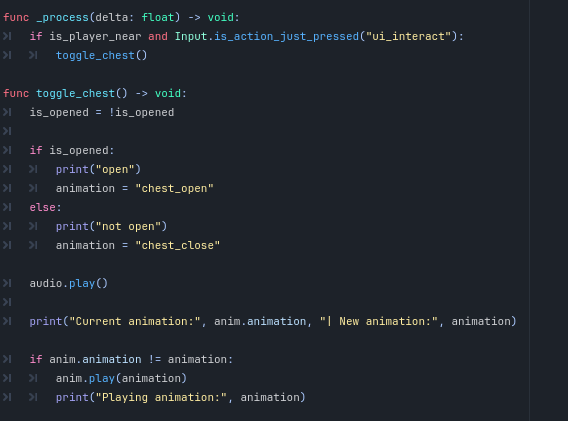 func _process(delta: float) -> void:
if is_player_near and Input.is_action_just_pressed("ui_interact"):
toggle_chest()
func toggle_chest() -> void:
is_opened = !is_opened
if is_opened:
print("open")
animation = "chest_open"
else:
print("not open")
animation = "chest_close"
audio.play()
print("Current animation:", anim.animation, "| New animation:", animation)
if anim.animation != animation:
anim.play(animation)
print("Playing animation:", animation)